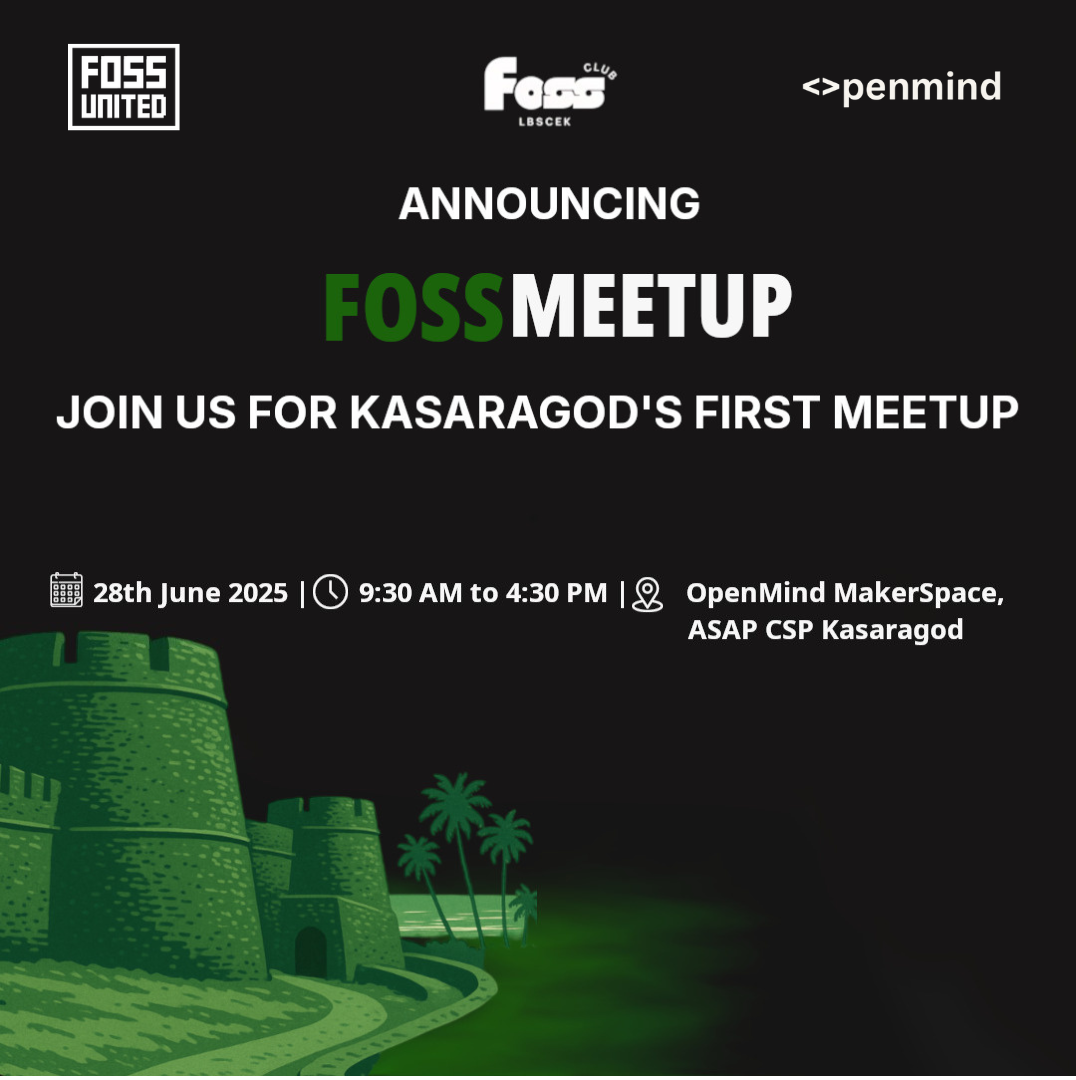 FOSS
UNITED
Foss CLUB
LBSCEK
<>penmind
ANNOUNCING
FOSSMEETUP
JOIN US FOR KASARAGOD'S FIRST MEETUP
28th June 2025 | 9:30 AM to 4:30 PM | OpenMind MakerSpace,
ASAP CSP Kasaragod